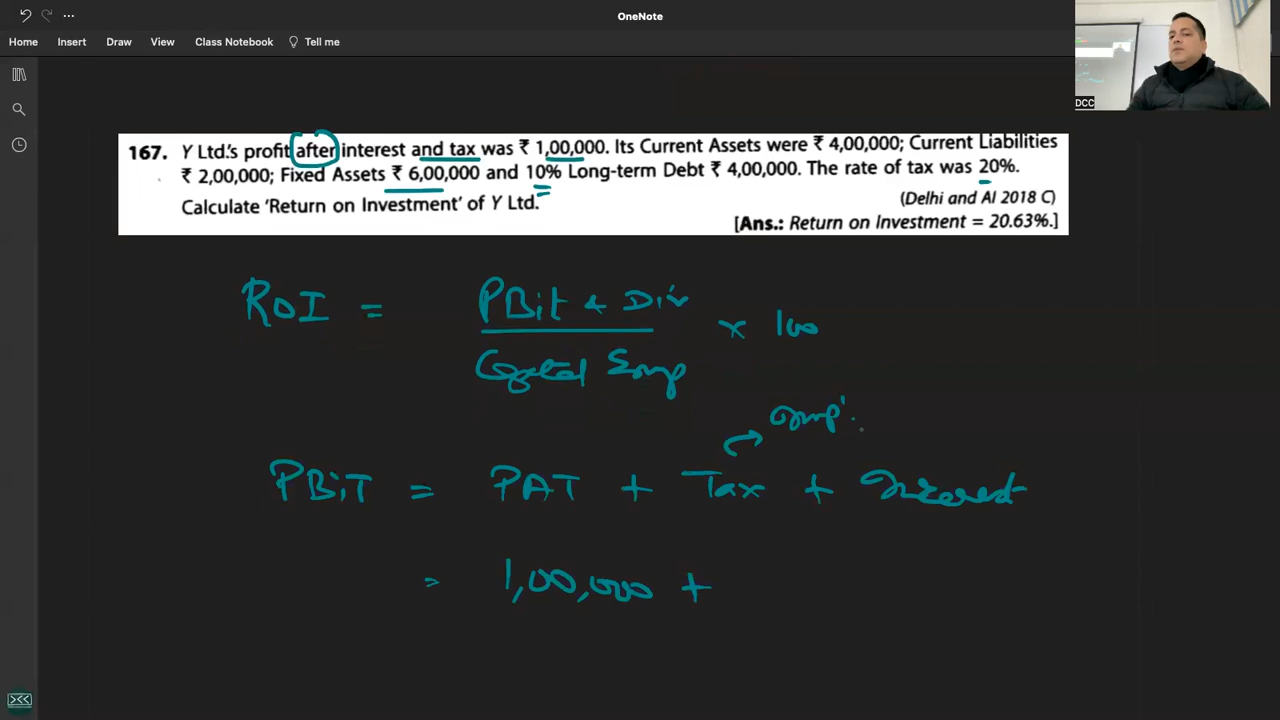 OneNote
Home Insert Draw View Class Notebook Tell me
DCC
167. Y Ltd.'s profit after interest and tax was ₹ 1,00,000. Its Current Assets were ₹ 4,00,000; Current Liabilities
₹ 2,00,000; Fixed Assets ₹ 6,00,000 and 10% Long-term Debt ₹ 4,00,000. The rate of tax was 20%.
Calculate 'Return on Investment' of Y Ltd.
(Delhi and AI 2018 C)
[Ans.: Return on Investment = 20.63%.]
ROI = PBit & Div
x 100
Capital
PBiT = PAT + Tax + Interest
= 1,00,000 +